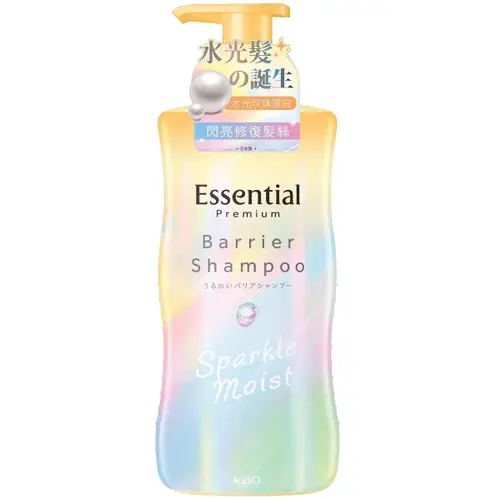 水光髮
の誕生
水光珍珠蛋白
閃亮修復髮絲
Essential
Premium
Barrier
Shampoo
うるおいバリアシャンプー
Sparkle
Moist
Kao